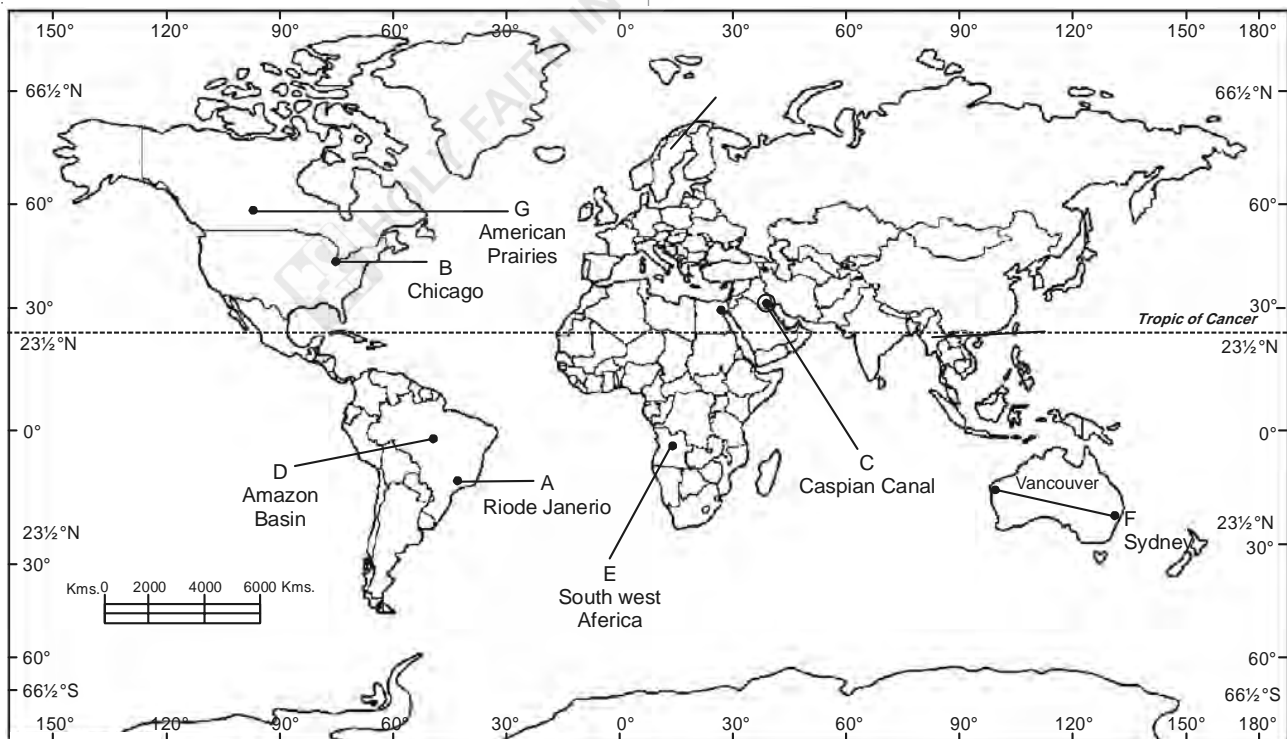 150° 120° 90° 60° 30° 0° 30° 60° 90° 120° 150° 180°
66½°N 66½°N
HOLY FAITH IN
60° 60°
G
American
Prairies
B
Chicago
30° 30°
Tropic of Cancer
23½°N 23½°N
0° 0°
D
Amazon
Basin
A
Riode Janerio
C
Caspian Canal
Vancouver
F
Sydney
23½°N 23½°N
30° 30°
E
South west
Aferica
Kms. 0 2000 4000 6000 Kms.
60° 60°
66½°S 66½°S
150° 120° 90° 60° 30° 0° 30° 60° 90° 120° 150° 180°